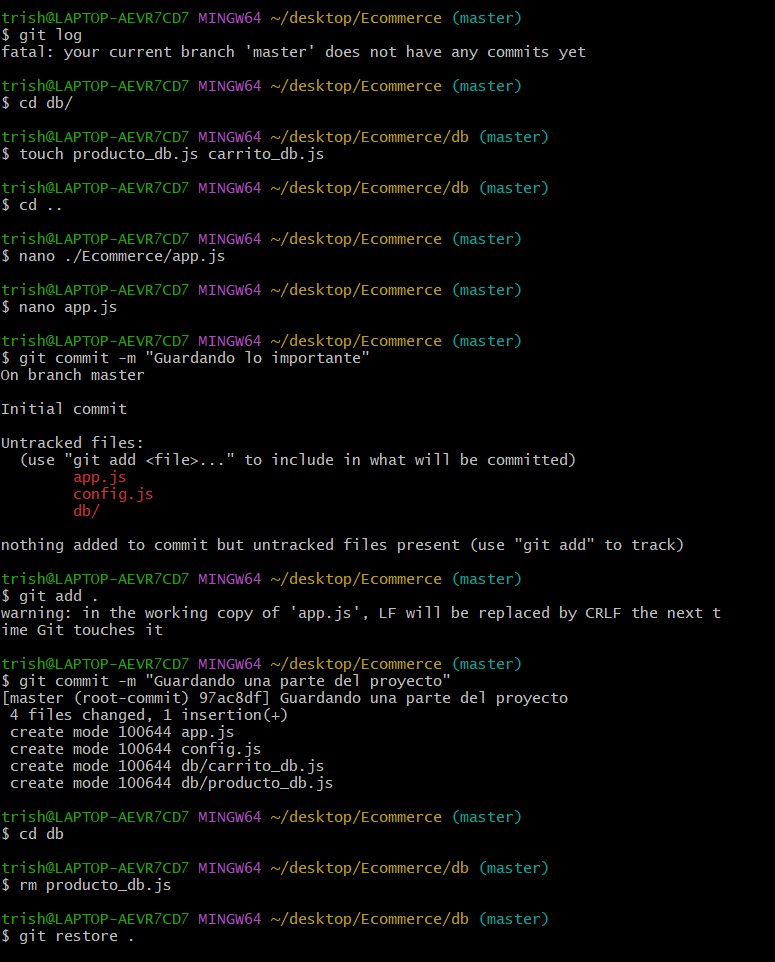 trish@LAPTOP-AEVR7CD7 MINGW64 ~/desktop/Ecommerce (master)
$ git log
fatal: your current branch 'master' does not have any commits yet
trish@LAPTOP-AEVR7CD7 MINGW64 ~/desktop/Ecommerce (master)
$ cd db/
trish@LAPTOP-AEVR7CD7 MINGW64 ~/desktop/Ecommerce/db (master)
$ touch producto_db.js carrito_db.js
trish@LAPTOP-AEVR7CD7 MINGW64 ~/desktop/Ecommerce/db (master)
$ cd ..
trish@LAPTOP-AEVR7CD7 MINGW64 ~/desktop/Ecommerce (master)
$ nano ./Ecommerce/app.js
trish@LAPTOP-AEVR7CD7 MINGW64 ~/desktop/Ecommerce (master)
$ nano app.js
trish@LAPTOP-AEVR7CD7 MINGW64 ~/desktop/Ecommerce (master)
$ git commit -m "Guardando lo importante"
On branch master
Initial commit
Untracked files:
  (use "git add <file>..." to include in what will be committed)
        app.js
        config.js
        db/
nothing added to commit but untracked files present (use "git add" to track)
trish@LAPTOP-AEVR7CD7 MINGW64 ~/desktop/Ecommerce (master)
$ git add .
warning: in the working copy of 'app.js', LF will be replaced by CRLF the next t
ime Git touches it
trish@LAPTOP-AEVR7CD7 MINGW64 ~/desktop/Ecommerce (master)
$ git commit -m "Guardando una parte del proyecto"
[master (root-commit) 97ac8df] Guardando una parte del proyecto
 4 files changed, 1 insertion(+)
 create mode 100644 app.js
 create mode 100644 config.js
 create mode 100644 db/carrito_db.js
 create mode 100644 db/producto_db.js
trish@LAPTOP-AEVR7CD7 MINGW64 ~/desktop/Ecommerce (master)
$ cd db
trish@LAPTOP-AEVR7CD7 MINGW64 ~/desktop/Ecommerce/db (master)
$ rm producto_db.js
trish@LAPTOP-AEVR7CD7 MINGW64 ~/desktop/Ecommerce/db (master)
$ git restore .